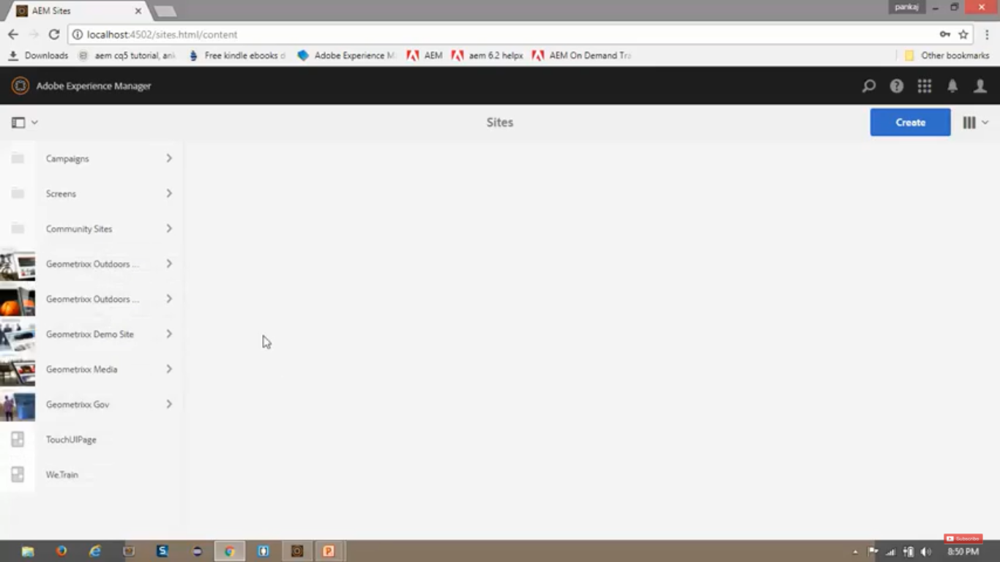 AEM Sites
pankaj
localhost:4502/sites.html/content
Downloads
aem cq5 tutorial, an
Free kindle ebooks
Adobe Experience M
AEM
aem 6.2 helpx
AEM On Demand Tra
Other bookmarks
Adobe Experience Manager
Sites
Create
Campaigns
Screens
Community Sites
Geometrixx Outdoors ...
Geometrixx Outdoors ...
Geometrixx Demo Site
Geometrixx Media
Geometrixx Gov
TouchUIPage
We.Train
Subscribe
8:50 PM